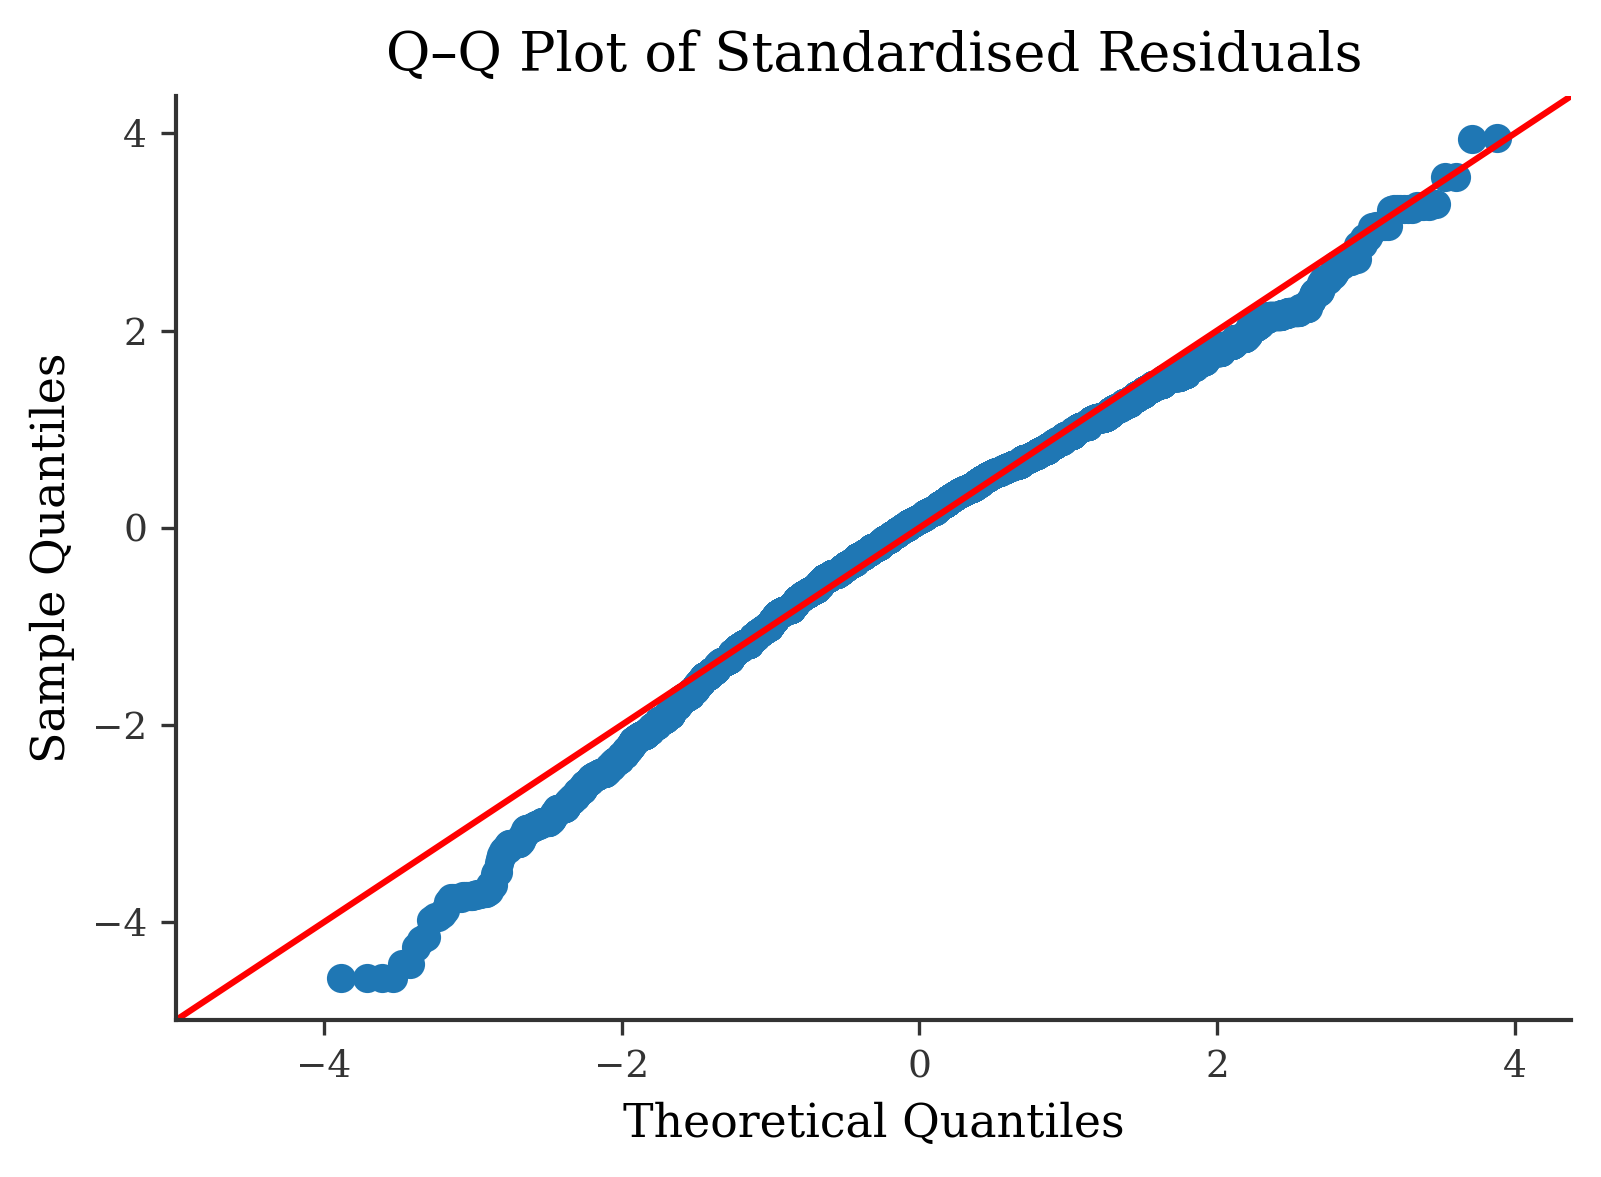 Q–Q Plot of Standardised Residuals
4
2
0
−2
−4
Sample Quantiles
−4 −2 0 2 4
Theoretical Quantiles